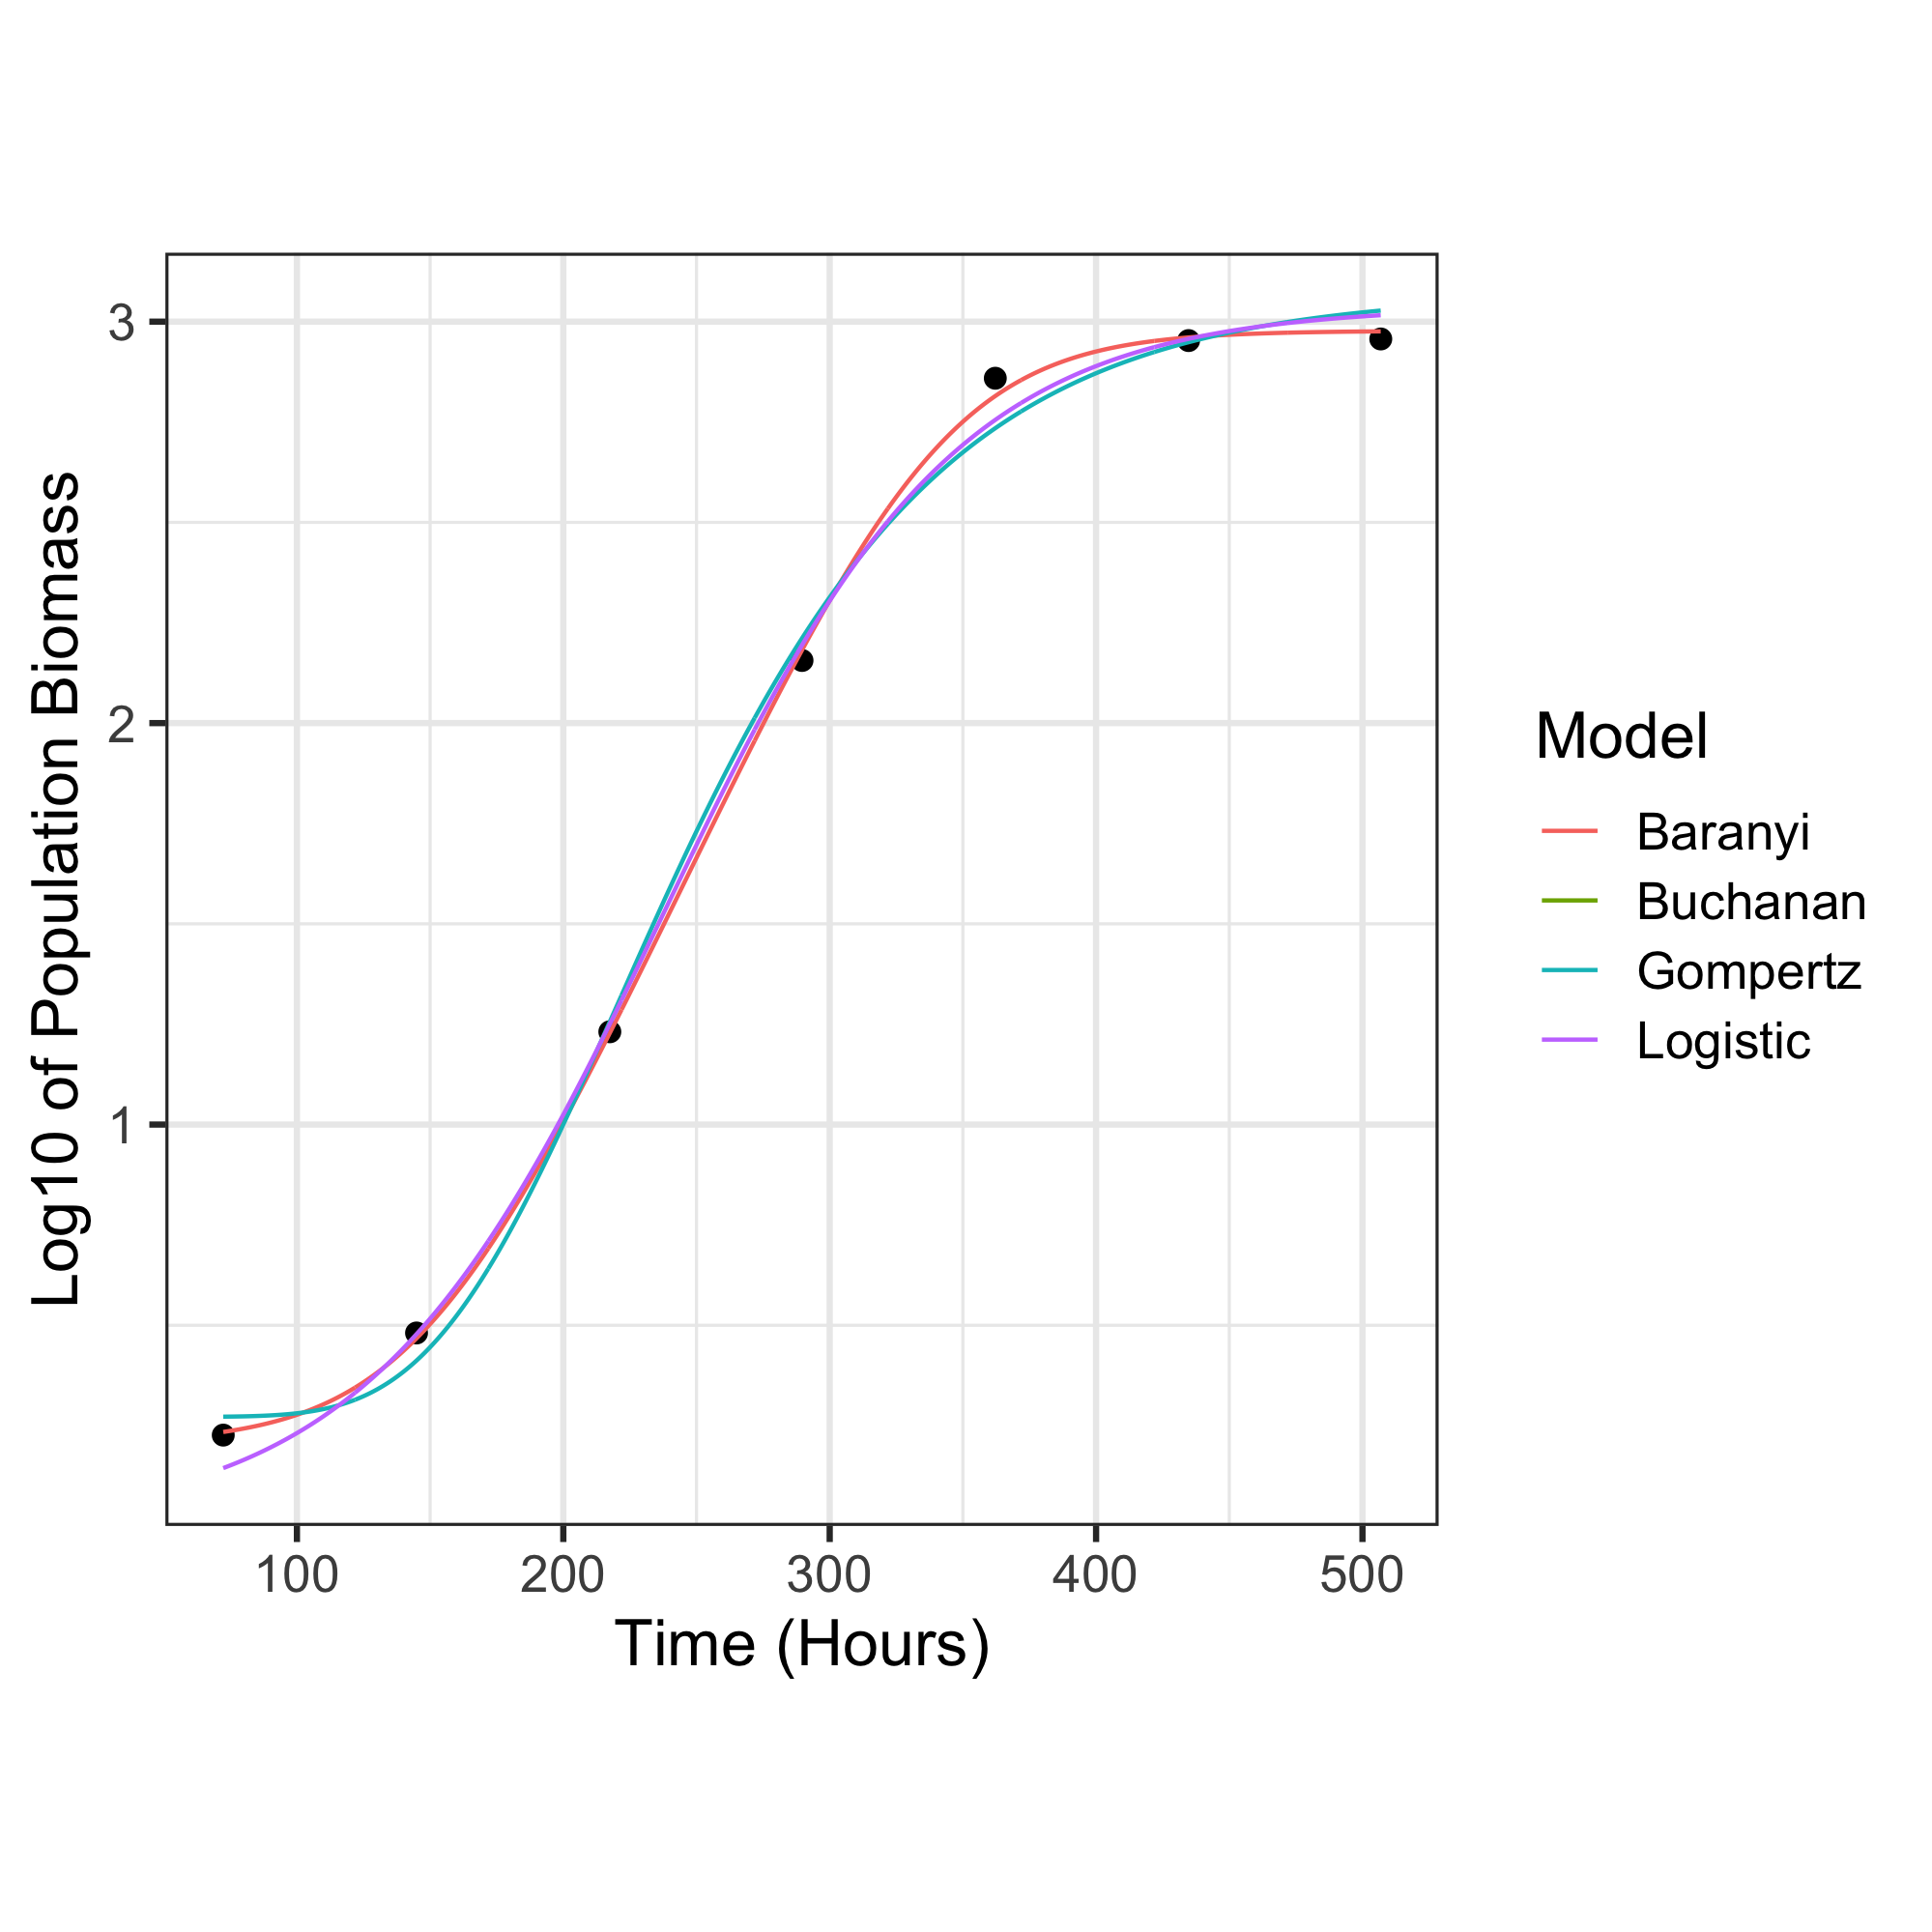 Log10 of Population Biomass
3
2
1
100 200 300 400 500
Time (Hours)
Model
Baranyi
Buchanan
Gompertz
Logistic